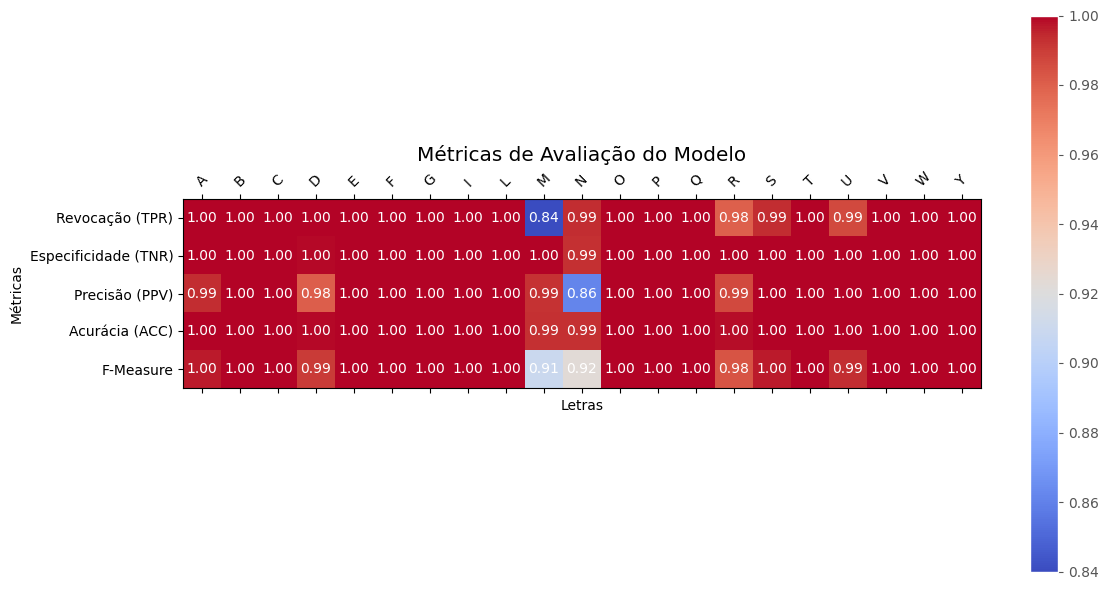 Métricas de Avaliação do Modelo
A B C D E F G I L M N O P Q R S T U V W Y
Revocação (TPR) 1.00 1.00 1.00 1.00 1.00 1.00 1.00 1.00 1.00 0.84 0.99 1.00 1.00 1.00 0.98 0.99 1.00 0.99 1.00 1.00 1.00
Especificidade (TNR) 1.00 1.00 1.00 1.00 1.00 1.00 1.00 1.00 1.00 1.00 0.99 1.00 1.00 1.00 1.00 1.00 1.00 1.00 1.00 1.00 1.00
Precisão (PPV) 0.99 1.00 1.00 0.98 1.00 1.00 1.00 1.00 1.00 0.99 0.86 1.00 1.00 1.00 0.99 1.00 1.00 1.00 1.00 1.00 1.00
Acurácia (ACC) 1.00 1.00 1.00 1.00 1.00 1.00 1.00 1.00 1.00 0.99 0.99 1.00 1.00 1.00 1.00 1.00 1.00 1.00 1.00 1.00 1.00
F-Measure 1.00 1.00 1.00 0.99 1.00 1.00 1.00 1.00 1.00 0.91 0.92 1.00 1.00 1.00 0.98 1.00 1.00 0.99 1.00 1.00 1.00
Métricas
Letras
1.00
0.98
0.96
0.94
0.92
0.90
0.88
0.86
0.84